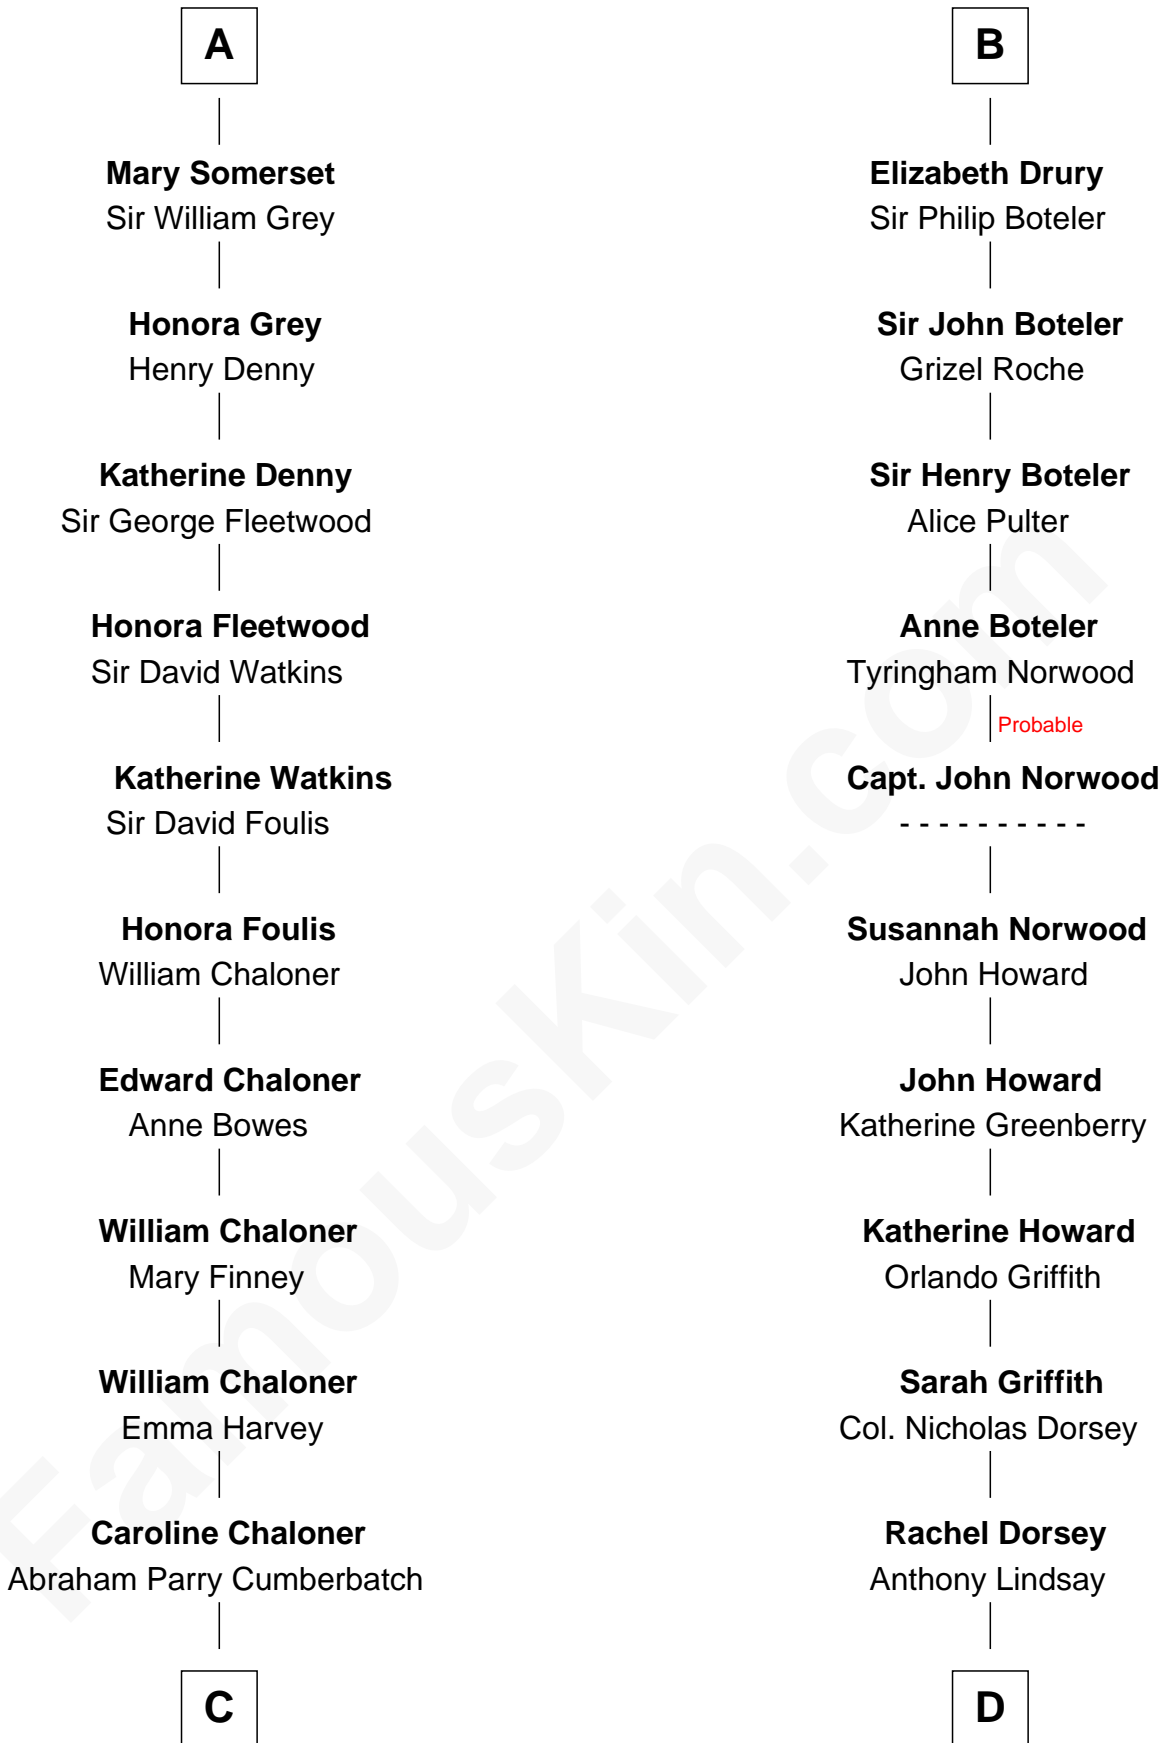 A
Mary Somerset
Sir William Grey
Honora Grey
Henry Denny
Katherine Denny
Sir George Fleetwood
Honora Fleetwood
Sir David Watkins
Katherine Watkins
Sir David Foulis
Honora Foulis
William Chaloner
Edward Chaloner
Anne Bowes
William Chaloner
Mary Finney
William Chaloner
Emma Harvey
Caroline Chaloner
Abraham Parry Cumberbatch
C
B
Elizabeth Drury
Sir Philip Boteler
Sir John Boteler
Grizel Roche
Sir Henry Boteler
Alice Pulter
Anne Boteler
Tyringham Norwood
Probable
Capt. John Norwood
- - - - - - - - - -
Susannah Norwood
John Howard
John Howard
Katherine Greenberry
Katherine Howard
Orlando Griffith
Sarah Griffith
Col. Nicholas Dorsey
Rachel Dorsey
Anthony Lindsay
D
FamousKin.com